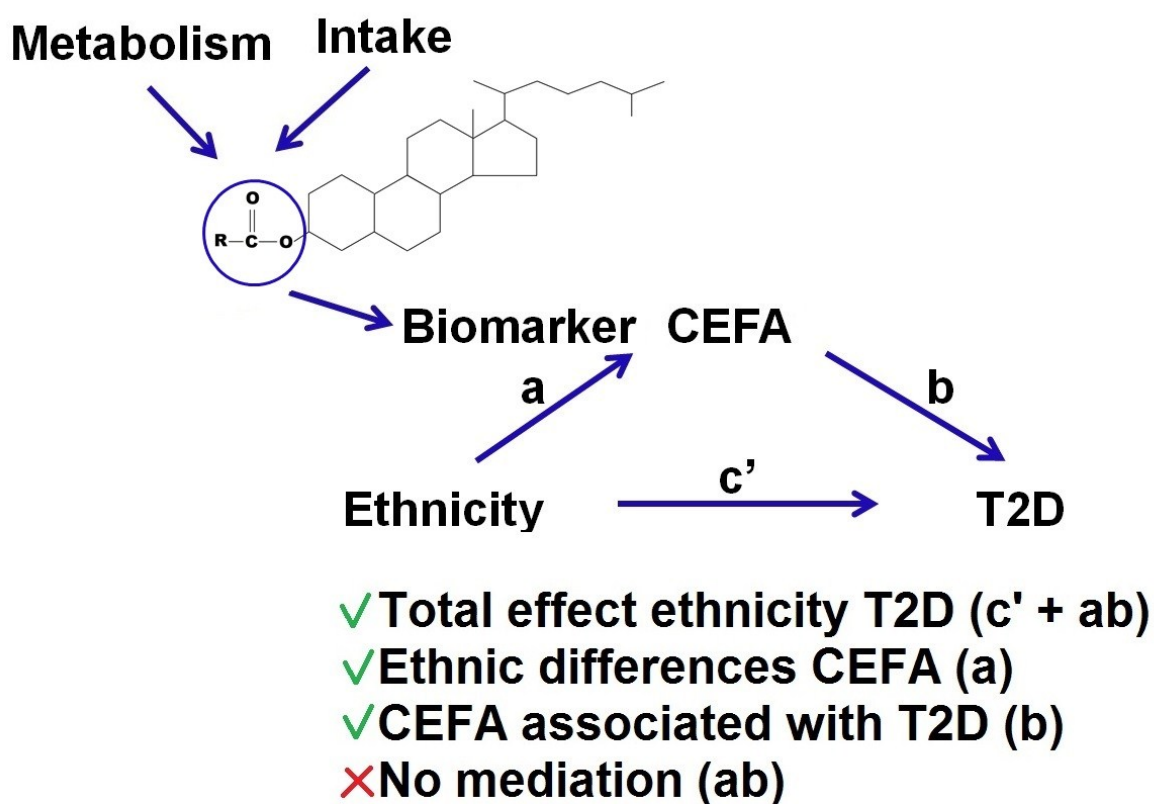 Metabolism Intake
O
R C O
Biomarker CEFA
a
b
c’
Ethnicity
T2D
Total effect ethnicity T2D (c' + ab)
Ethnic differences CEFA (a)
CEFA associated with T2D (b)
No mediation (ab)